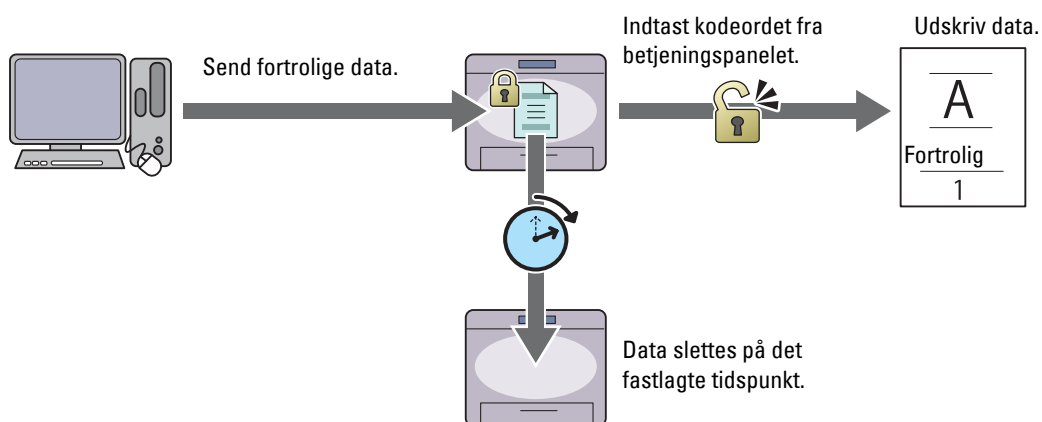 Send fortrolige data.
Indtast kodeordet fra
betjeningspanelet.
Udskriv data.
A
Fortrolig
1
Data slettes på det
fastlagte tidspunkt.